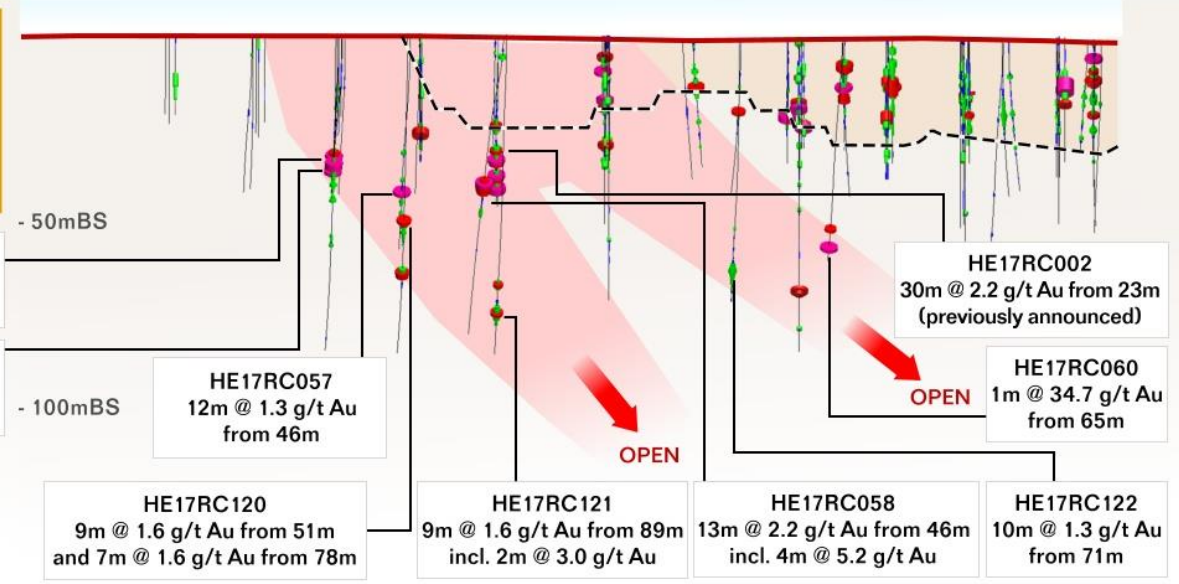 - 50mBS
HE17RC002
30m @ 2.2 g/t Au from 23m
(previously announced)
HE17RC060
1m @ 34.7 g/t Au
from 65m
OPEN
HE17RC057
12m @ 1.3 g/t Au
from 46m
- 100mBS
OPEN
HE17RC120
9m @ 1.6 g/t Au from 51m
and 7m @ 1.6 g/t Au from 78m
HE17RC121
9m @ 1.6 g/t Au from 89m
incl. 2m @ 3.0 g/t Au
HE17RC058
13m @ 2.2 g/t Au from 46m
incl. 4m @ 5.2 g/t Au
HE17RC122
10m @ 1.3 g/t Au
from 71m